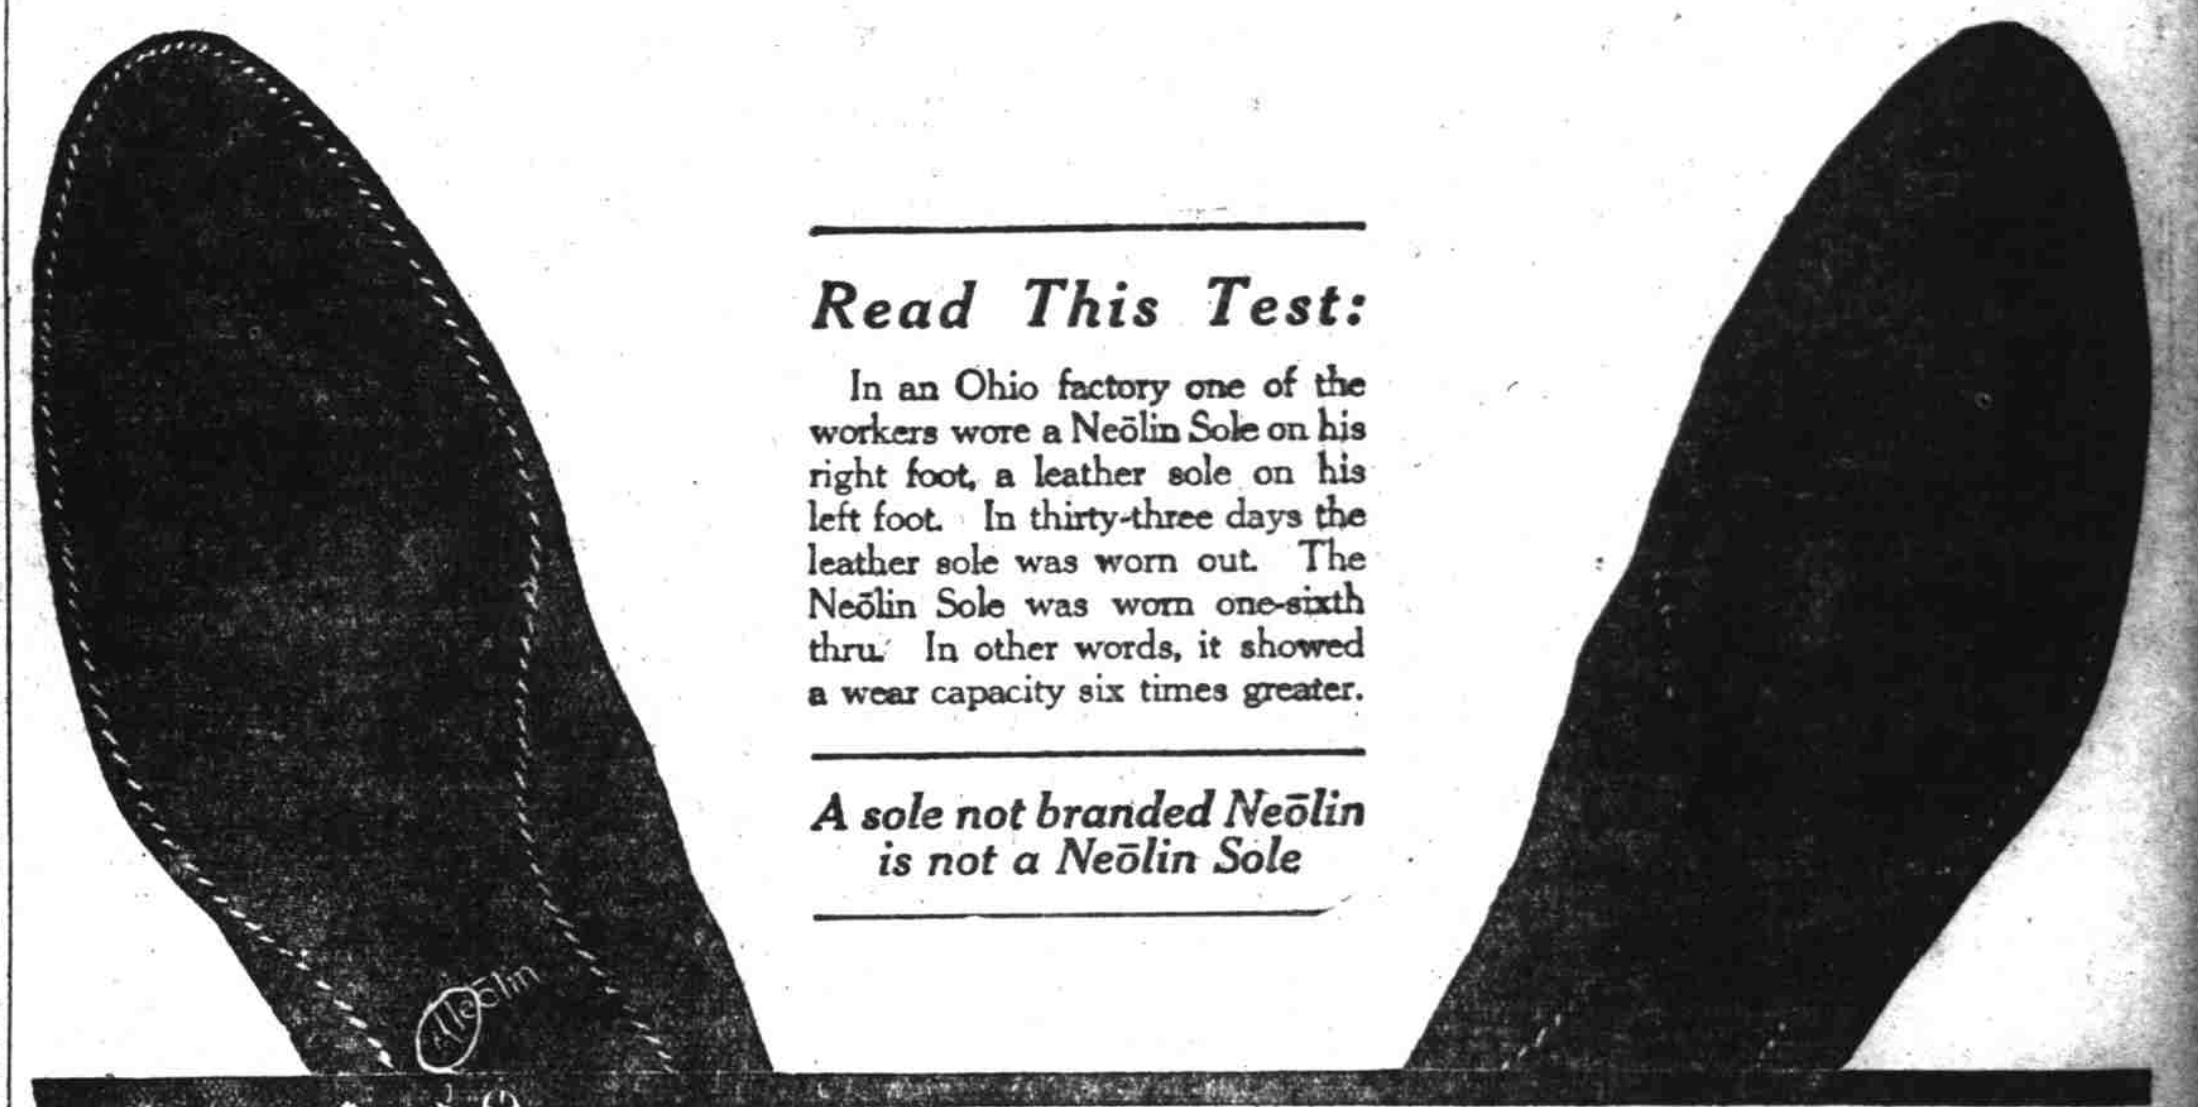 Read This Test:
In an Ohio factory one of the
workers wore a Neōlin Sole on his
right foot, a leather sole on his
left foot. In thirty-three days the
leather sole was worn out. The
Neōlin Sole was worn one-sixth
thru. In other words, it showed
a wear capacity six times greater.
A sole not branded Neōlin
is not a Neōlin Sole
Neōlin